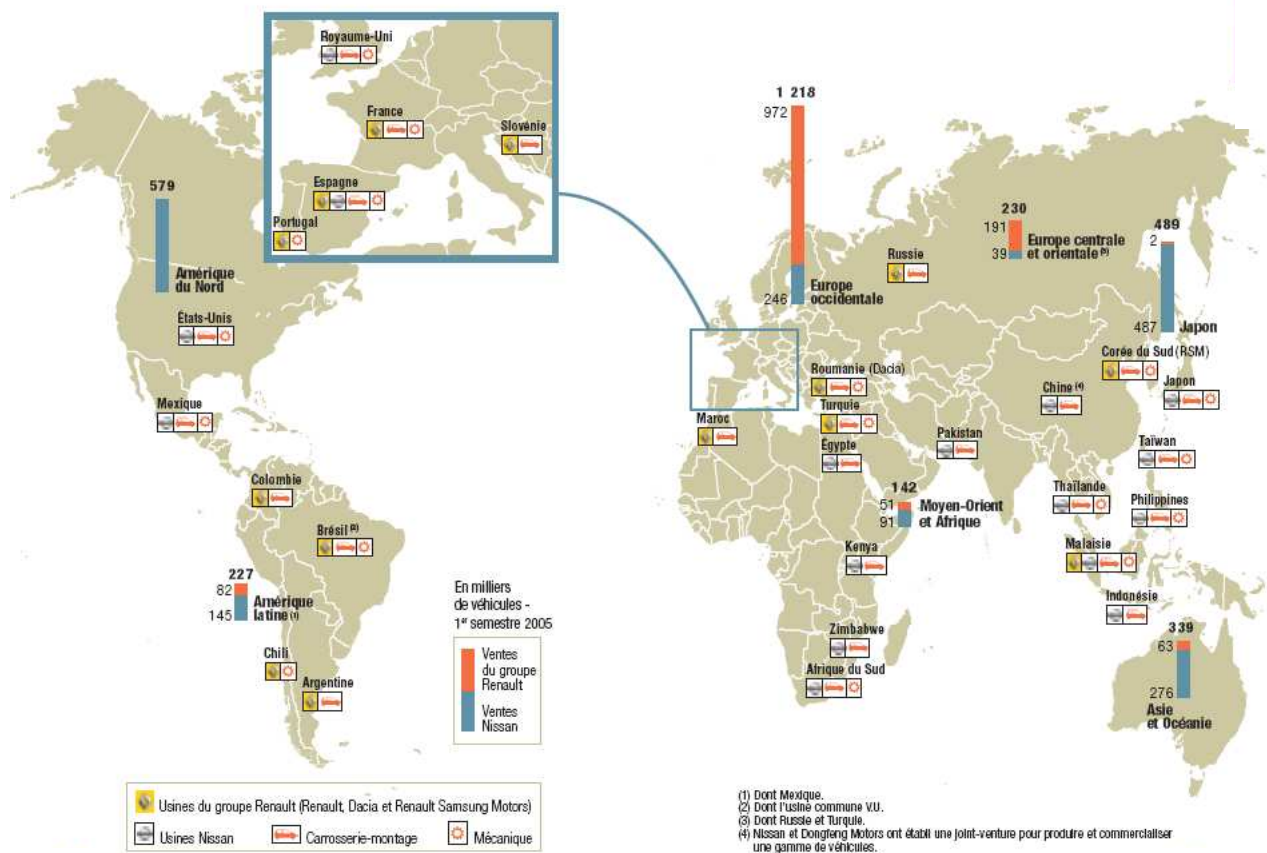 Royaume-Uni
France
Slovénie
Espagne
Portugal
579
Amérique
du Nord
États-Unis
Mexique
Colombie
Brésil (2)
227
82
145
Amérique
latine (1)
Chili
Argentine
En milliers
de véhicules -
1er semestre 2005
Ventes
du groupe
Renault
Ventes
Nissan
1 218
972
246
Europe
occidentale
230
191
39
Europe centrale
et orientale (3)
Russie
489
2
487
Japon
Corée du Sud (RSM)
Japon
Chine (4)
Roumanie (Dacia)
Turquie
Maroc
Égypte
Pakistan
Taïwan
Thaïlande
Philippines
142
51
91
Moyen-Orient
et Afrique
Kenya
Malaisie
Indonésie
Zimbabwe
Afrique du Sud
339
63
276
Asie
et Océanie
Usines du groupe Renault (Renault, Dacia et Renault Samsung Motors)
Usines Nissan
Carrosserie-montage
Mécanique
(1) Dont Mexique.
(2) Dont l'usine commune V.U.
(3) Dont Russie et Turquie.
(4) Nissan et Dongfeng Motors ont établi une joint-venture pour produire et commercialiser
une gamme de véhicules.